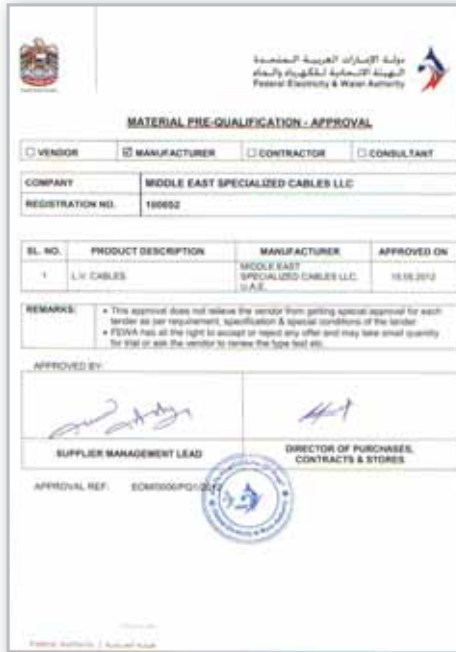 دولة الإمارات العربية المتحدة
الهيئة الاتحادية للكهرباء والماء
Federal Electricity & Water Authority
MATERIAL PRE-QUALIFICATION - APPROVAL
☐ VENDOR ☑ MANUFACTURER ☐ CONTRACTOR ☐ CONSULTANT
COMPANY MIDDLE EAST SPECIALIZED CABLES LLC
REGISTRATION NO. 100652
SL. NO. PRODUCT DESCRIPTION MANUFACTURER APPROVED ON
1 L.V. CABLES MIDDLE EAST
SPECIALIZED CABLES LLC,
U.A.E.
REMARKS: • This approval does not relieve the vendor from getting special approval for each
tender as per requirement, specification & special conditions of the tender
• FEWA has all the right to accept or reject any offer and may take small quantity
for trial or ask the vendor to renew the type test etc.
APPROVED BY:
SUPPLIER MANAGEMENT LEAD
DIRECTOR OF PURCHASES,
CONTRACTS & STORES
APPROVAL REF:
Federal Authority |